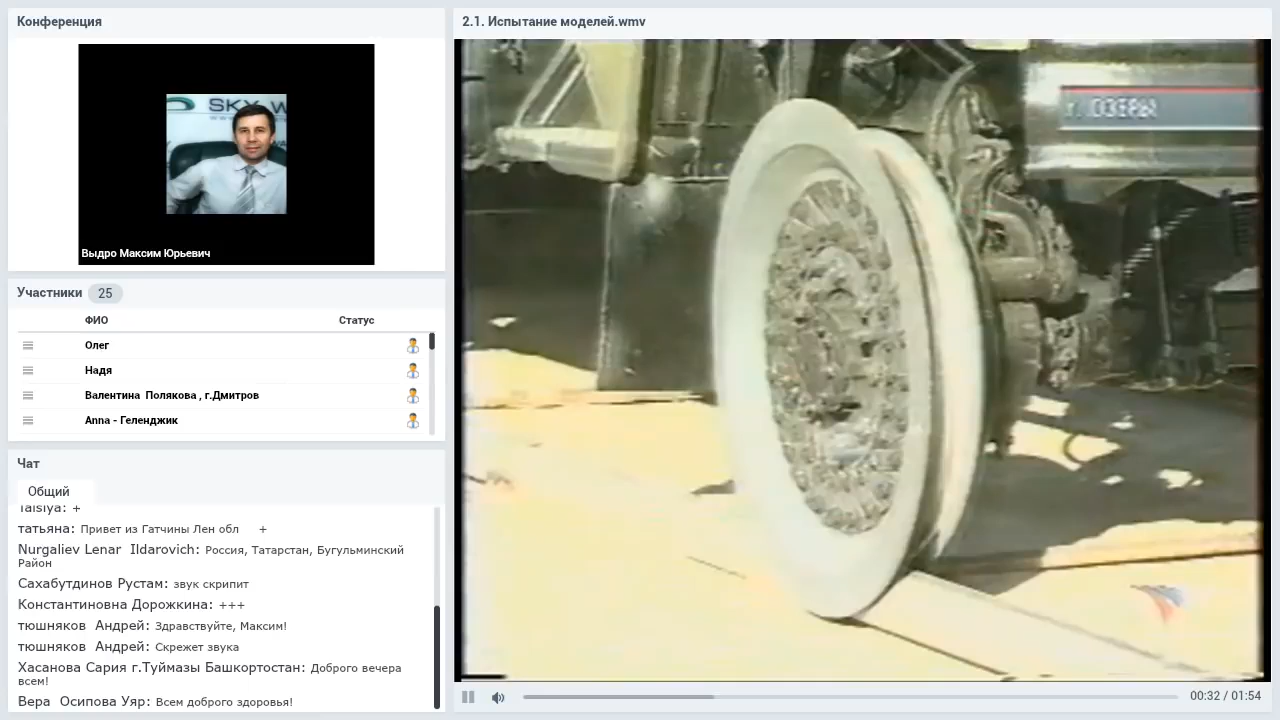 Конференция
SKY W
Выдро Максим Юрьевич
Участники 25
ФИО Статус
Олег
Надя
Валентина Полякова , г.Дмитров
Anna - Геленджик
Чат
Общий
Taisiya: +
татьяна: Привет из Гатчины Лен обл +
Nurgaliev Lenar Ildarovich: Россия, Татарстан, Бугульминский
Район
Сахабутдинов Рустам: звук скрипит
Константиновна Дорожкина: +++
тюшняков Андрей: Здравствуйте, Максим!
тюшняков Андрей: Скрежет звука
Хасанова Сария г.Туймазы Башкортостан: Доброго вечера
всем!
Вера Осипова Уяр: Всем доброго здоровья!
2.1. Испытание моделей.wmv
г. ОЗЕРЫ
00:32 / 01:54